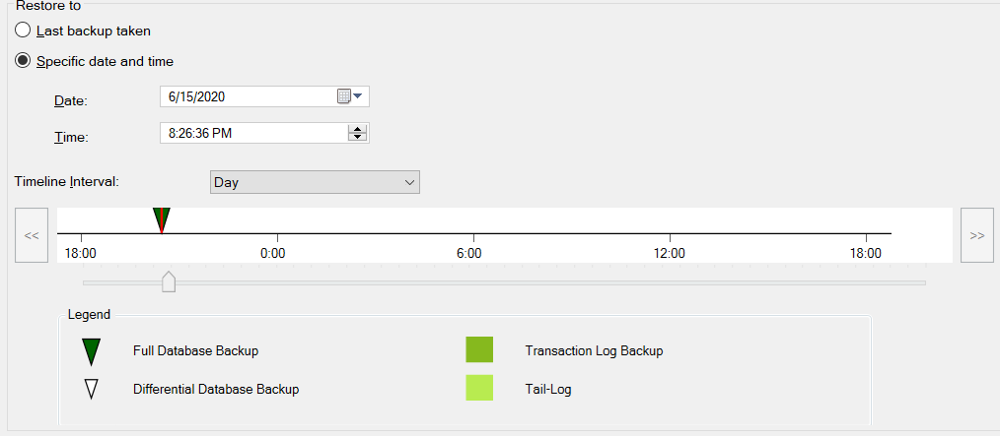 Restore to
Last backup taken
Specific date and time
Date: 6/15/2020
Time: 8:26:36 PM
Timeline Interval: Day
<< >>
18:00 0:00 6:00 12:00 18:00
Legend
Full Database Backup Transaction Log Backup
Differential Database Backup Tail-Log